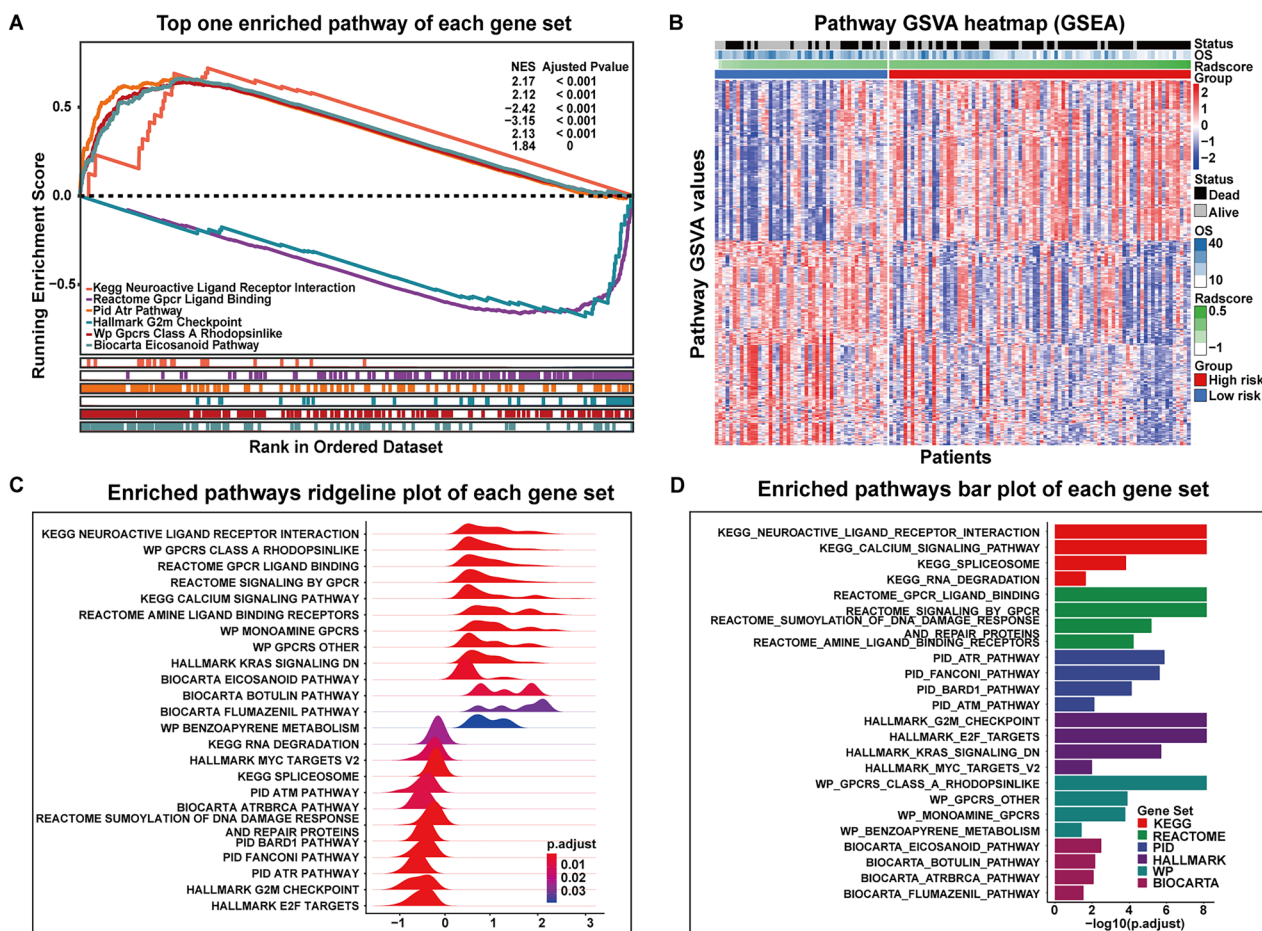 A
Top one enriched pathway of each gene set
Running Enrichment Score
0.5
0.0
−0.5
NES Adjusted Pvalue
2.17 < 0.001
2.12 < 0.001
−2.42 < 0.001
−3.15 < 0.001
2.13 < 0.001
1.84 0
Kegg Neuroactive Ligand Receptor Interaction
Reactome Gpcr Ligand Binding
Pid Atr Pathway
Hallmark G2m Checkpoint
Wp Gpcrs Class A Rhodopsinlike
Biocarta Eicosanoid Pathway
Rank in Ordered Dataset
B
Pathway GSVA heatmap (GSEA)
Pathway GSVA values
Patients
Status
OS
Radscore
Group
2
1
0
−1
−2
Status
Dead
Alive
OS
40
10
Radscore
0.5
−1
Group
High risk
Low risk
C
Enriched pathways ridgeline plot of each gene set
KEGG NEUROACTIVE LIGAND RECEPTOR INTERACTION
WP GPCRS CLASS A RHODOPSINLIKE
REACTOME GPCR LIGAND BINDING
REACTOME SIGNALING BY GPCR
KEGG CALCIUM SIGNALING PATHWAY
REACTOME AMINE LIGAND BINDING RECEPTORS
WP MONOAMINE GPCRS
WP GPCRS OTHER
HALLMARK KRAS SIGNALING DN
BIOCARTA EICOSANOID PATHWAY
BIOCARTA BOTULIN PATHWAY
BIOCARTA FLUMAZENIL PATHWAY
WP BENZOAPYRENE METABOLISM
KEGG RNA DEGRADATION
HALLMARK MYC TARGETS V2
KEGG SPLICEOSOME
PID ATM PATHWAY
BIOCARTA ATRBRCA PATHWAY
REACTOME SUMOYLATION OF DNA DAMAGE RESPONSE
AND REPAIR PROTEINS
PID BARD1 PATHWAY
PID FANCONI PATHWAY
PID ATR PATHWAY
HALLMARK G2M CHECKPOINT
HALLMARK E2F TARGETS
p.adjust
0.01
0.02
0.03
−1 0 1 2 3
D
Enriched pathways bar plot of each gene set
KEGG_NEUROACTIVE_LIGAND_RECEPTOR_INTERACTION
KEGG_CALCIUM_SIGNALING_PATHWAY
KEGG_SPLICEOSOME
KEGG_RNA_DEGRADATION
REACTOME_GPCR_LIGAND_BINDING
REACTOME_SIGNALING_BY_GPCR
REACTOME_SUMOYLATION_OF_DNA_DAMAGE_RESPONSE
AND_REPAIR_PROTEINS
REACTOME_AMINE_LIGAND_BINDING_RECEPTORS
PID_ATR_PATHWAY
PID_FANCONI_PATHWAY
PID_BARD1_PATHWAY
PID_ATM_PATHWAY
HALLMARK_G2M_CHECKPOINT
HALLMARK_E2F_TARGETS
HALLMARK_KRAS_SIGNALING_DN
HALLMARK_MYC_TARGETS_V2
WP_GPCRS_CLASS_A_RHODOPSINLIKE
WP_GPCRS_OTHER
WP_MONOAMINE_GPCRS
WP_BENZOAPYRENE_METABOLISM
BIOCARTA_EICOSANOID_PATHWAY
BIOCARTA_BOTULIN_PATHWAY
BIOCARTA_ATRBRCA_PATHWAY
BIOCARTA_FLUMAZENIL_PATHWAY
Gene Set
KEGG
REACTOME
PID
HALLMARK
WP
BIOCARTA
0 2 4 6 8
−log10(p.adjust)